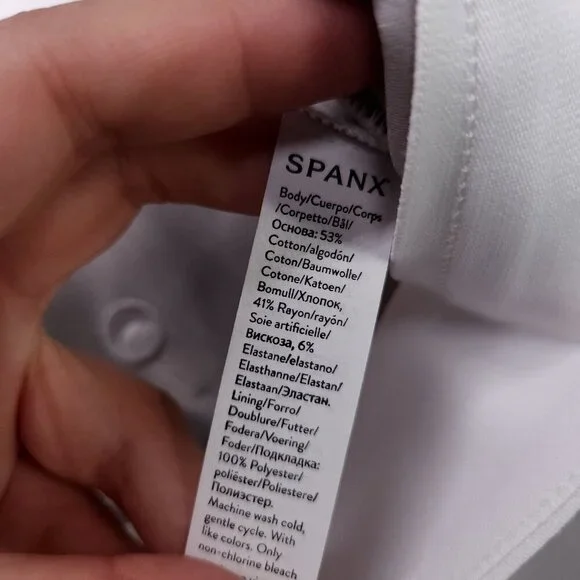 SPANX
Body/Cuerpo/Corps
/Corpetto/Bål/
Основа: 53%
Cotton/algodón/
Coton/Baumwolle/
Cotone/Katoen/
Bomull/Хлопок,
41% Rayon/rayón/
Soie artificielle/
Вискоза, 6%
Elastane/elastano/
Elasthanne/Elastan/
Elastaan/Эластан.
Lining/Forro/
Doublure/Futter/
Fodera/Voering/
Foder/Подкладка:
100% Polyester/
poliéster/Poliestere/
Полиэстер.
Machine wash cold,
gentle cycle. With
like colors. Only
non-chlorine bleach